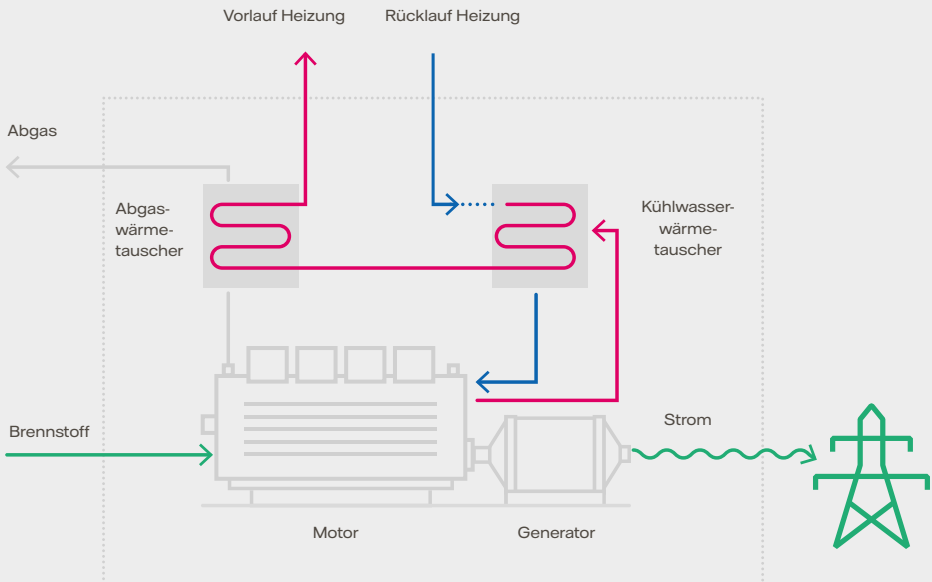 Vorlauf Heizung
Rücklauf Heizung
Abgas
Abgas-
wärme-
tauscher
Kühlwasser-
wärme-
tauscher
Brennstoff
Strom
Motor
Generator